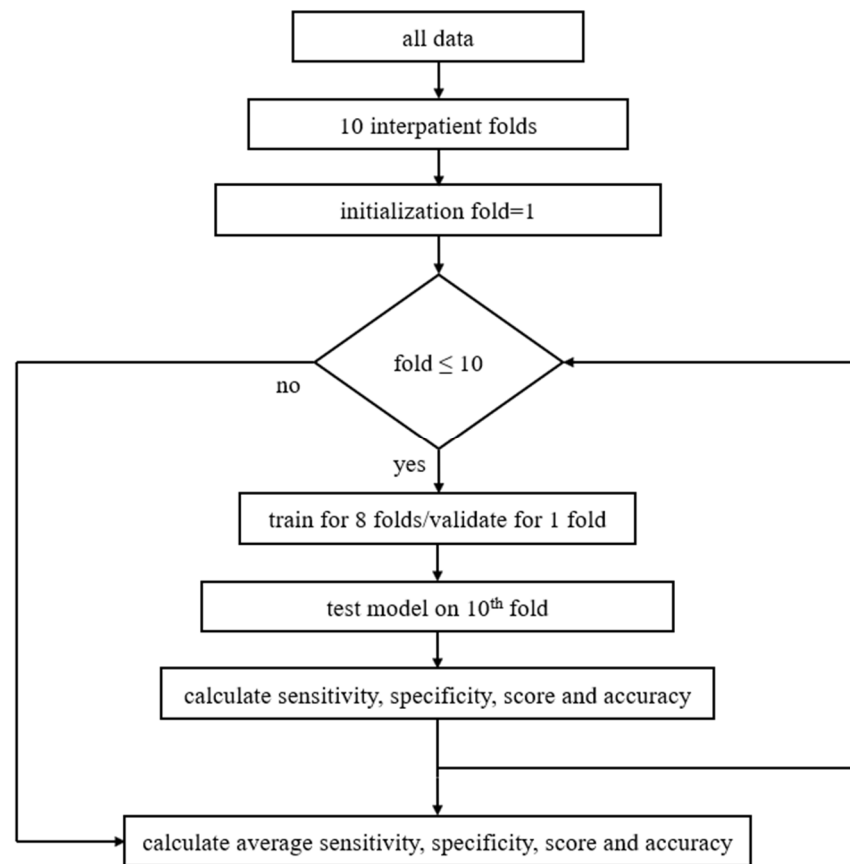 all data
10 interpatient folds
initialization fold=1
fold ≤ 10
no
yes
train for 8 folds/validate for 1 fold
test model on 10th fold
calculate sensitivity, specificity, score and accuracy
calculate average sensitivity, specificity, score and accuracy